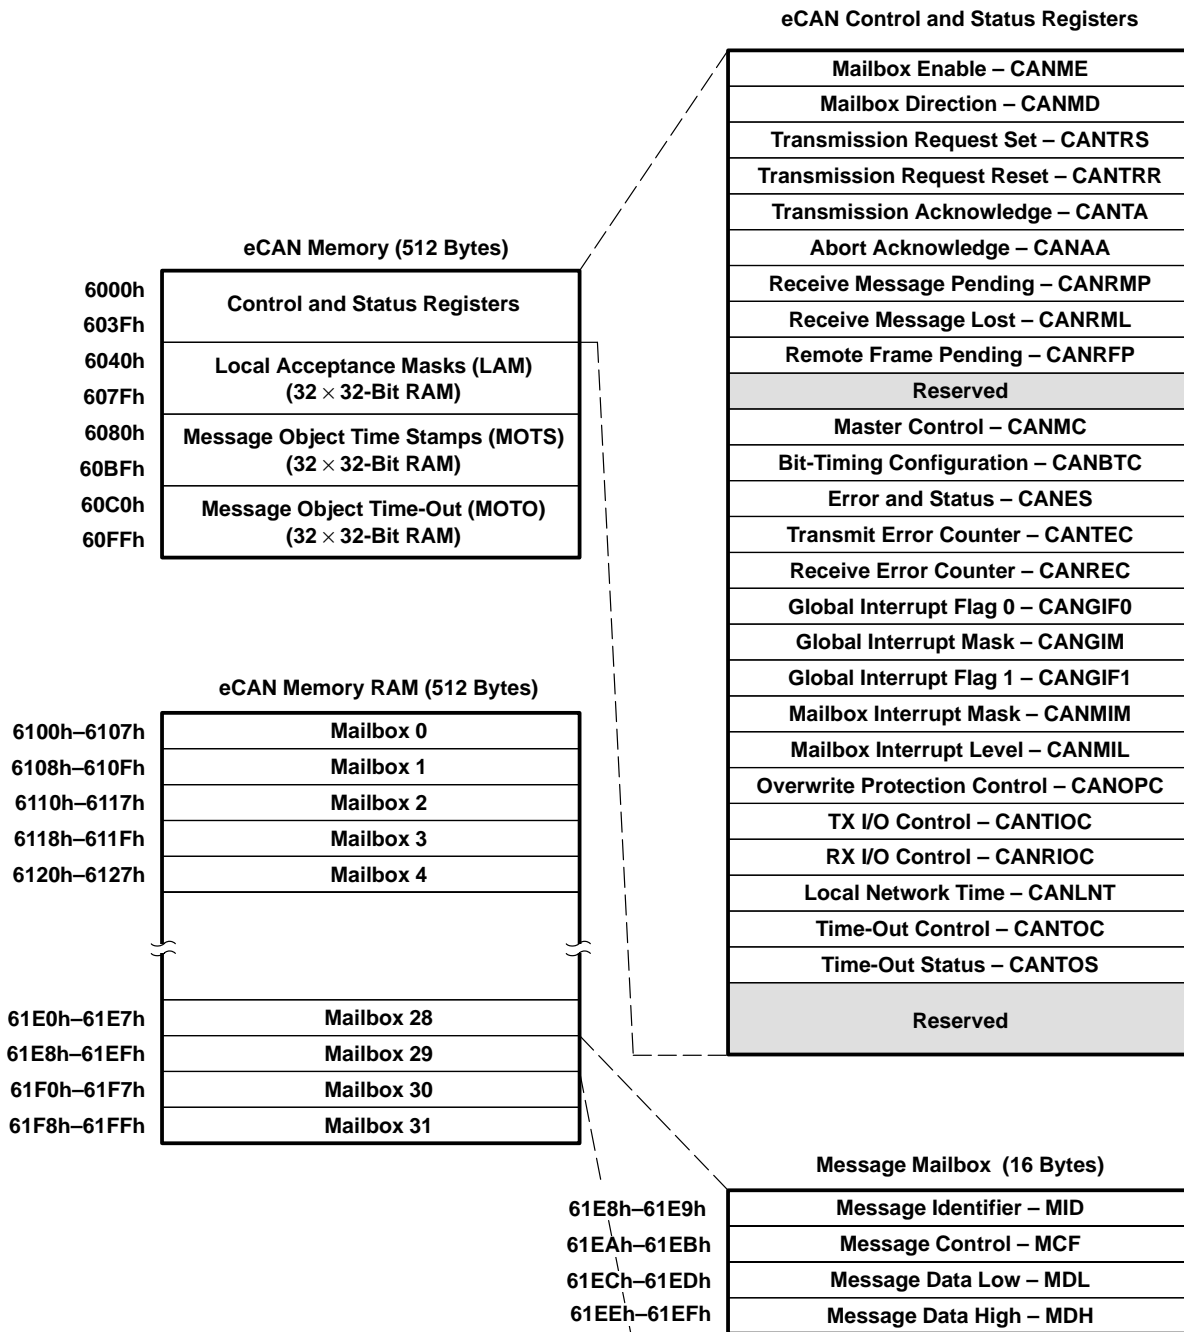 eCAN Control and Status Registers
Mailbox Enable – CANME
Mailbox Direction – CANMD
Transmission Request Set – CANTRS
Transmission Request Reset – CANTRR
Transmission Acknowledge – CANTA
Abort Acknowledge – CANAA
Receive Message Pending – CANRMP
Receive Message Lost – CANRML
Remote Frame Pending – CANRFP
Reserved
Master Control – CANMC
Bit-Timing Configuration – CANBTC
Error and Status – CANES
Transmit Error Counter – CANTEC
Receive Error Counter – CANREC
Global Interrupt Flag 0 – CANGIF0
Global Interrupt Mask – CANGIM
Global Interrupt Flag 1 – CANGIF1
Mailbox Interrupt Mask – CANMIM
Mailbox Interrupt Level – CANMIL
Overwrite Protection Control – CANOPC
TX I/O Control – CANTIOC
RX I/O Control – CANRIOC
Local Network Time – CANLNT
Time-Out Control – CANTOC
Time-Out Status – CANTOS
Reserved
eCAN Memory (512 Bytes)
6000h
Control and Status Registers
603Fh
6040h
Local Acceptance Masks (LAM)
(32 × 32-Bit RAM)
607Fh
6080h
Message Object Time Stamps (MOTS)
(32 × 32-Bit RAM)
60BFh
60C0h
Message Object Time-Out (MOTO)
(32 × 32-Bit RAM)
60FFh
eCAN Memory RAM (512 Bytes)
6100h–6107h Mailbox 0
6108h–610Fh Mailbox 1
6110h–6117h Mailbox 2
6118h–611Fh Mailbox 3
6120h–6127h Mailbox 4
61E0h–61E7h Mailbox 28
61E8h–61EFh Mailbox 29
61F0h–61F7h Mailbox 30
61F8h–61FFh Mailbox 31
Message Mailbox (16 Bytes)
61E8h–61E9h Message Identifier – MID
61EAh–61EBh Message Control – MCF
61ECh–61EDh Message Data Low – MDL
61EEh–61EFh Message Data High – MDH